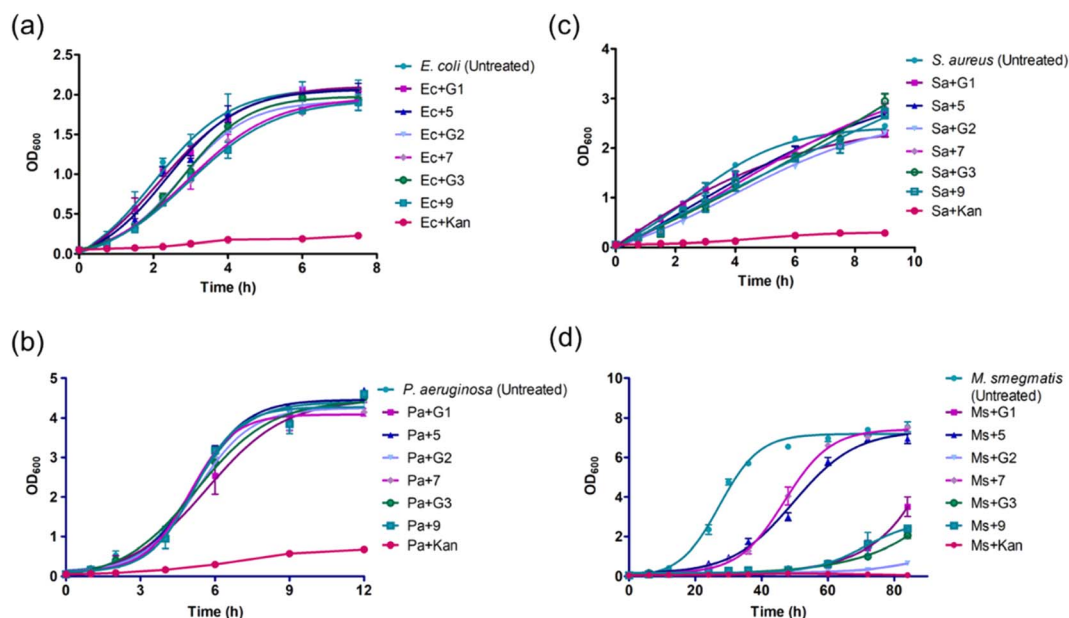 (a)
2.5
2.0
1.5
1.0
0.5
0.0
OD600
0 2 4 6 8
Time (h)
E. coli (Untreated)
Ec+G1
Ec+5
Ec+G2
Ec+7
Ec+G3
Ec+9
Ec+Kan
(c)
4
3
2
1
0
OD600
0 2 4 6 8 10
Time (h)
S. aureus (Untreated)
Sa+G1
Sa+5
Sa+G2
Sa+7
Sa+G3
Sa+9
Sa+Kan
(b)
5
4
3
2
1
0
OD600
0 3 6 9 12
Time (h)
P. aeruginosa (Untreated)
Pa+G1
Pa+5
Pa+G2
Pa+7
Pa+G3
Pa+9
Pa+Kan
(d)
10
8
6
4
2
0
OD600
0 20 40 60 80
Time (h)
M. smegmatis
(Untreated)
Ms+G1
Ms+5
Ms+G2
Ms+7
Ms+G3
Ms+9
Ms+Kan